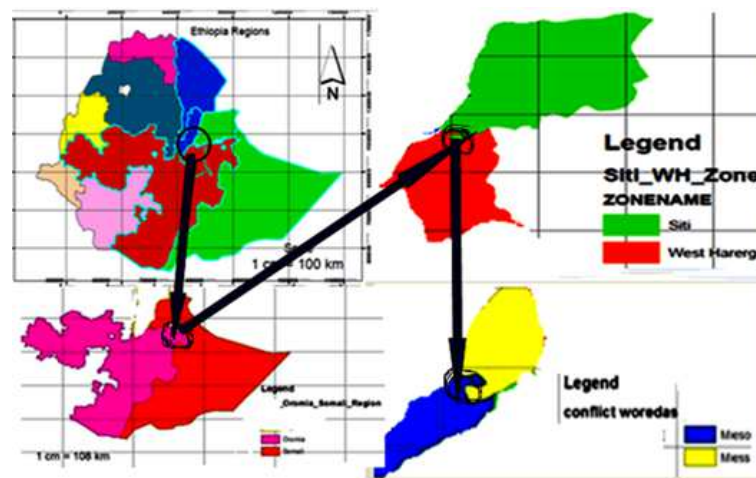 Ethiopia Regions
N
1 cm = 100 km
Legend
Siti_WH_Zone
ZONENAME
Siti
West Harerg
Legend
_Oromia_Somali_Region
Oromia
Somali
1 cm = 108 km
Legend
conflict woredas
Mieso
Miess